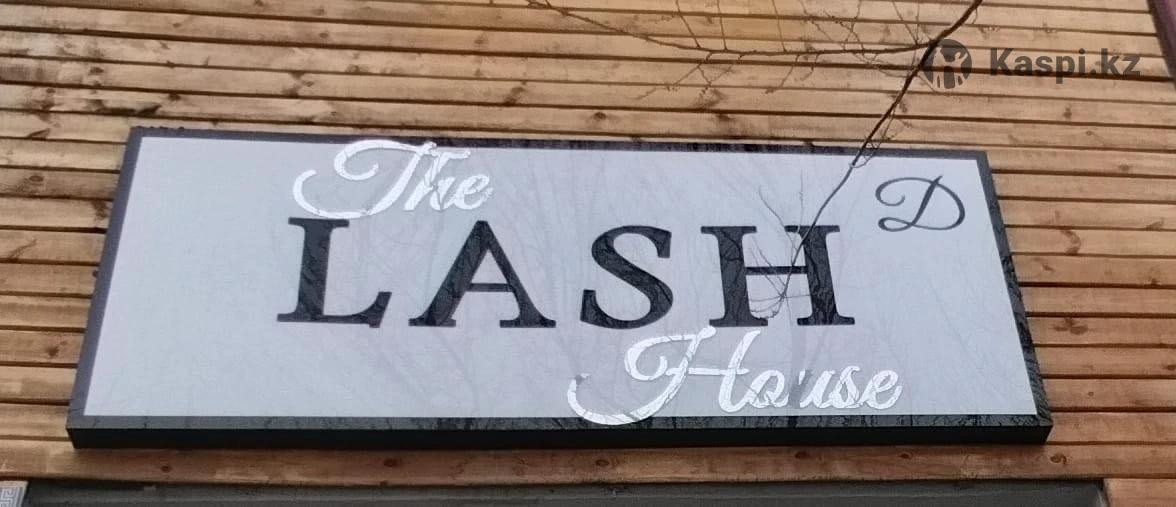 Kaspi.kz
The
D
LASH
House